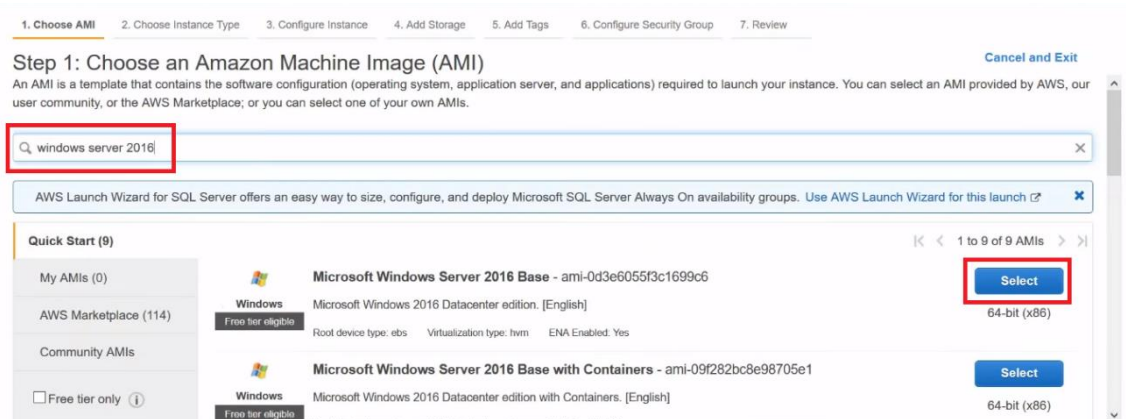 1. Choose AMI 2. Choose Instance Type 3. Configure Instance 4. Add Storage 5. Add Tags 6. Configure Security Group 7. Review
Step 1: Choose an Amazon Machine Image (AMI)
Cancel and Exit
An AMI is a template that contains the software configuration (operating system, application server, and applications) required to launch your instance. You can select an AMI provided by AWS, our
user community, or the AWS Marketplace; or you can select one of your own AMIs.
windows server 2016
AWS Launch Wizard for SQL Server offers an easy way to size, configure, and deploy Microsoft SQL Server Always On availability groups. Use AWS Launch Wizard for this launch
Quick Start (9)
1 to 9 of 9 AMIs
My AMIs (0)
AWS Marketplace (114)
Community AMIs
Free tier only
Windows
Free tier eligible
Microsoft Windows Server 2016 Base - ami-0d3e6055f3c1699c6
Microsoft Windows 2016 Datacenter edition. [English]
Root device type: ebs Virtualization type: hvm ENA Enabled: Yes
Select
64-bit (x86)
Windows
Free tier eligible
Microsoft Windows Server 2016 Base with Containers - ami-09f282bc8e98705e1
Microsoft Windows 2016 Datacenter edition with Containers. [English]
Select
64-bit (x86)